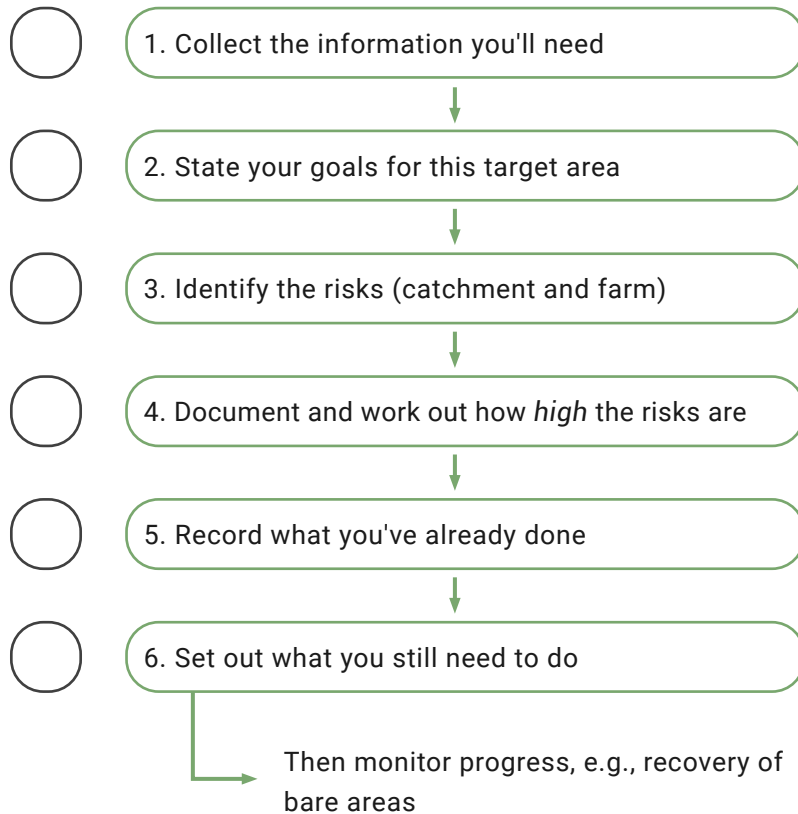 1. Collect the information you'll need
2. State your goals for this target area
3. Identify the risks (catchment and farm)
4. Document and work out how high the risks are
5. Record what you've already done
6. Set out what you still need to do
Then monitor progress, e.g., recovery of
bare areas